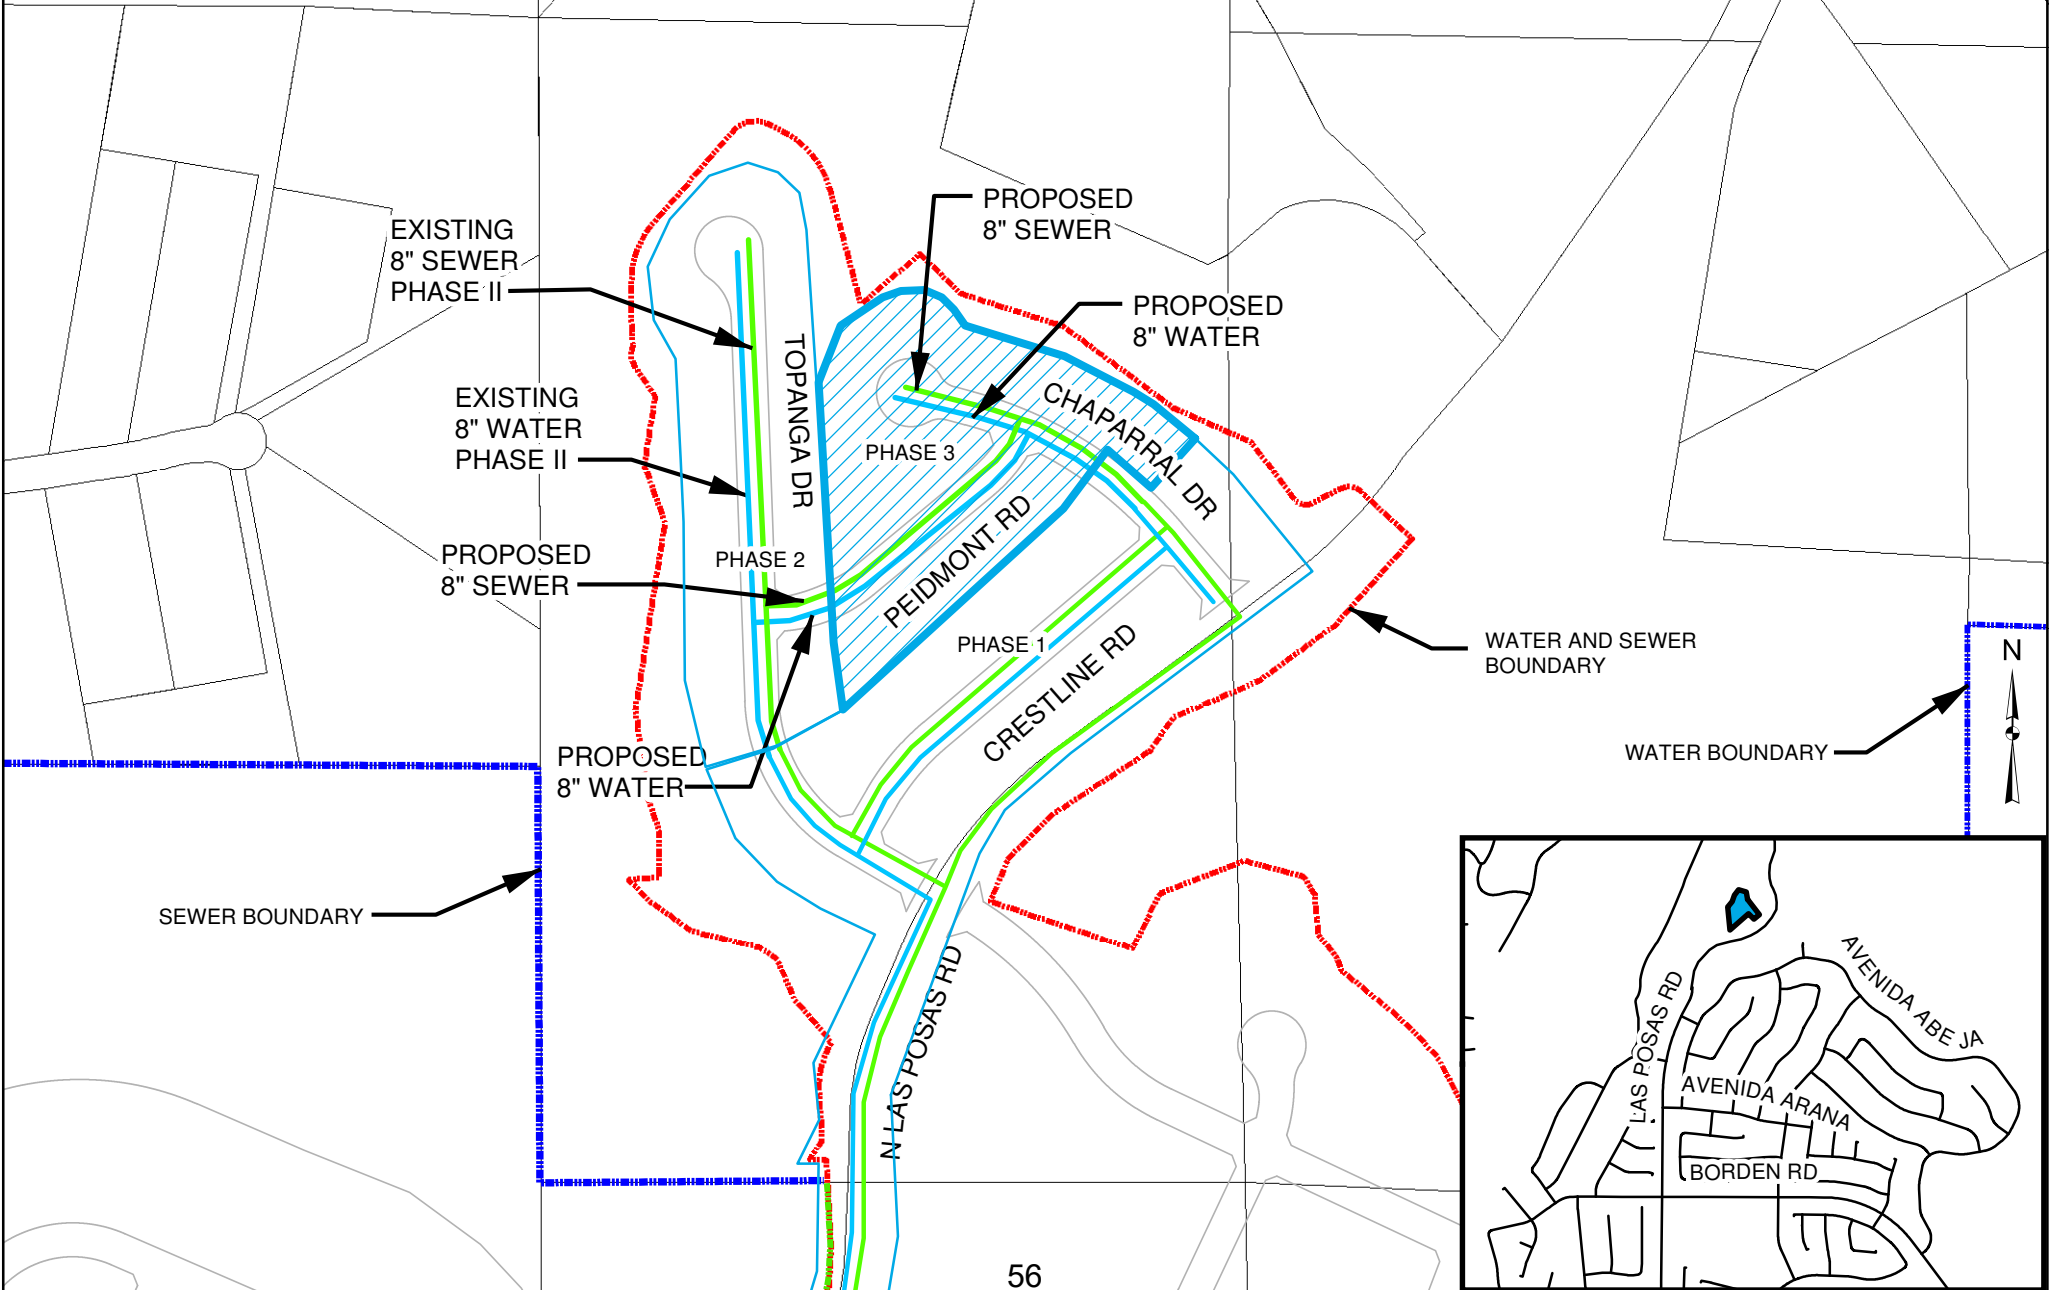 PROPOSED
8" SEWER
EXISTING
8" SEWER
PHASE II
PROPOSED
8" WATER
TOPANGA DR
CHAPARRAL DR
EXISTING
8" WATER
PHASE II
PHASE 3
PEIDMONT RD
PROPOSED
8" SEWER
PHASE 2
PHASE 1
CRESTLINE RD
WATER AND SEWER
BOUNDARY
N
WATER BOUNDARY
PROPOSED
8" WATER
SEWER BOUNDARY
N LAS POSAS RD
56
AVENIDA ABE JA
LAS POSAS RD
AVENIDA ARANA
BORDEN RD